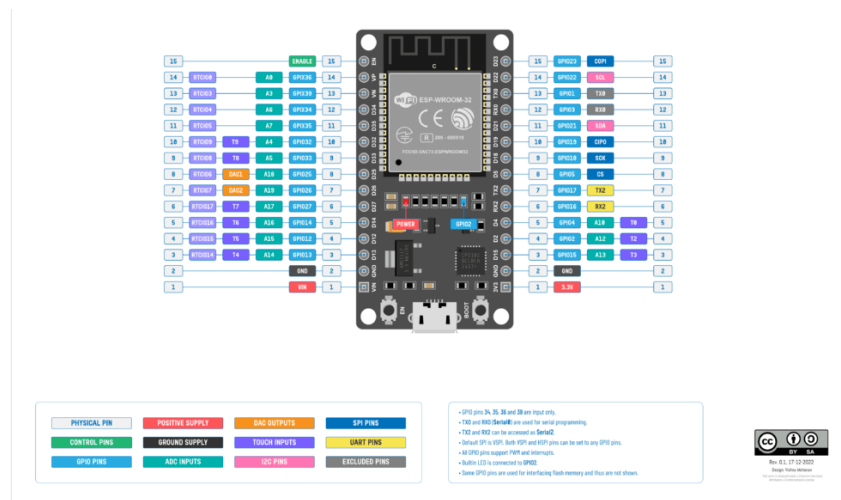 15 ENABLE 15 EN D23 15 GPIO23 COPI 15
14 RTCIO0 A0 GPIX36 14 VP D22 14 GPIO22 SCL 14
13 RTCIO3 A3 GPIX39 13 VN TX0 13 GPIO1 TX0 13
12 RTCIO4 A6 GPIX34 12 D34 RX0 12 GPIO3 RX0 12
11 RTCIO5 A7 GPIX35 11 D35 D21 11 GPIO21 SDA 11
10 RTCIO9 T9 A4 GPIO32 10 D32 D19 10 GPIO19 CIPO 10
9 RTCIO8 T8 A5 GPIO33 9 D33 D18 9 GPIO18 SCK 9
8 RTCIO6 DAC1 A18 GPIO25 8 D25 D5 8 GPIO5 CS 8
7 RTCIO7 DAC2 A19 GPIO26 7 D26 TX2 7 GPIO17 TX2 7
6 RTCIO17 T7 A17 GPIO27 6 D27 RX2 6 GPIO16 RX2 6
5 RTCIO16 T6 A16 GPIO14 5 D14 D4 5 GPIO4 A10 T0 5
4 RTCIO15 T5 A15 GPIO12 4 D12 D2 4 GPIO2 A12 T2 4
3 RTCIO14 T4 A14 GPIO13 3 D13 D15 3 GPIO15 A13 T3 3
2 GND 2 GND GND 2 GND 2
1 VIN 1 VIN 3V3 1 3.3V 1
C
Wi Fi ESP-WROOM-32
CE FC
R
POWER
GPIO2
EN
BOOT
PHYSICAL PIN POSITIVE SUPPLY DAC OUTPUTS SPI PINS
CONTROL PINS GROUND SUPPLY TOUCH INPUTS UART PINS
GPIO PINS ADC INPUTS I2C PINS EXCLUDED PINS
• GPIO pins 34, 35, 36 and 39 are input only.
• TX0 and RX0 (Serial0) are used for serial programming.
• TX2 and RX2 can be accessed as Serial2.
• Default SPI is VSPI. Both VSPI and HSPI pins can be set to any GPIO pins.
• All GPIO pins support PWM and interrupts.
• Builtin LED is connected to GPIO2.
• Some GPIO pins are used for interfacing flash memory and thus are not shown.
CC BY SA
Rev. 0.1, 17-12-2022
Design: Vishnu Mohanan